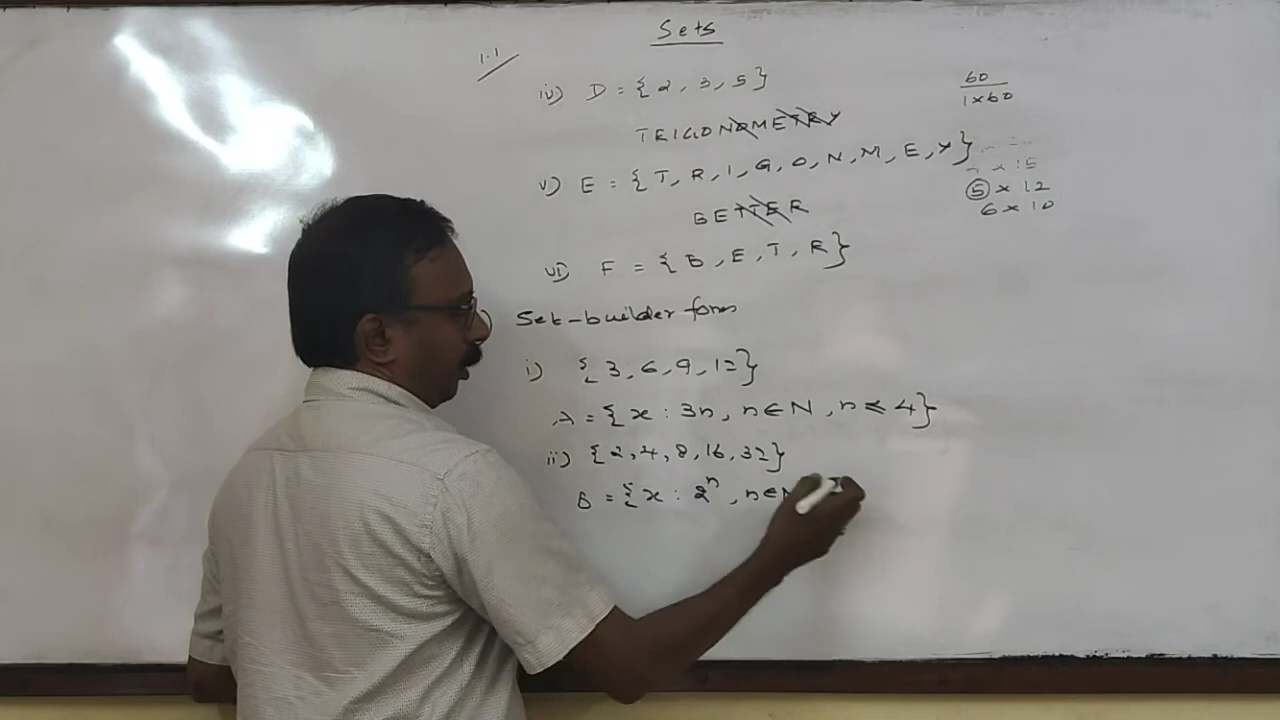 Sets
1.1
iv) D = {2, 3, 5}
60
1 x 60
TRIGONOMETRY
v) E = {T, R, I, G, O, N, M, E, Y}
x 15
5 x 12
6 x 10
BETTER
vi) F = {B, E, T, R}
Set-builder form
i) {3, 6, 9, 12}
A = {x : 3n, n ∈ N, n ≤ 4}
ii) {2, 4, 8, 16, 32}
B = {x : 2ⁿ, n ∈ N